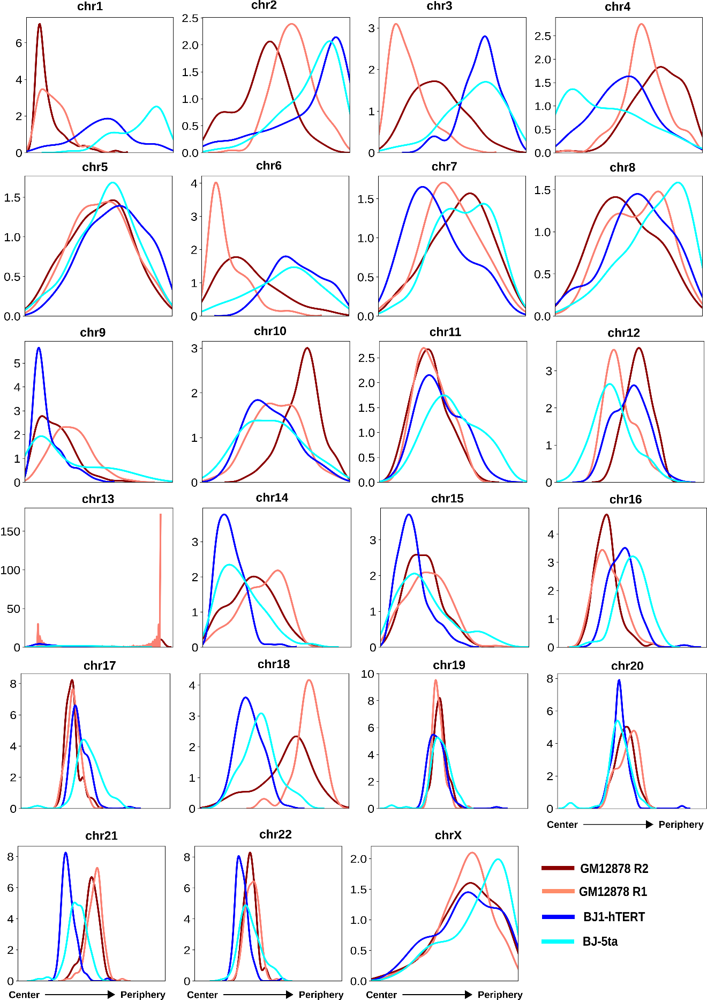 chr1 chr2 chr3 chr4
6 4 2 0
2.5 2.0 1.5 1.0 0.5 0.0
3 2 1 0
2.5 2.0 1.5 1.0 0.5 0.0
chr5 chr6 chr7 chr8
1.5 1.0 0.5 0.0
4 3 2 1 0
1.5 1.0 0.5 0.0
1.5 1.0 0.5 0.0
chr9 chr10 chr11 chr12
5 4 3 2 1 0
3 2 1 0
2.5 2.0 1.5 1.0 0.5 0.0
3 2 1 0
chr13 chr14 chr15 chr16
150 100 50 0
3 2 1 0
3 2 1 0
4 3 2 1 0
chr17 chr18 chr19 chr20
8 6 4 2 0
4 3 2 1 0
10 8 6 4 2 0
8 6 4 2 0
Center Periphery
chr21 chr22 chrX
8 6 4 2 0
8 6 4 2 0
2.0 1.5 1.0 0.5 0.0
GM12878 R2
GM12878 R1
BJ1-hTERT
BJ-5ta
Center Periphery Center Periphery Center Periphery